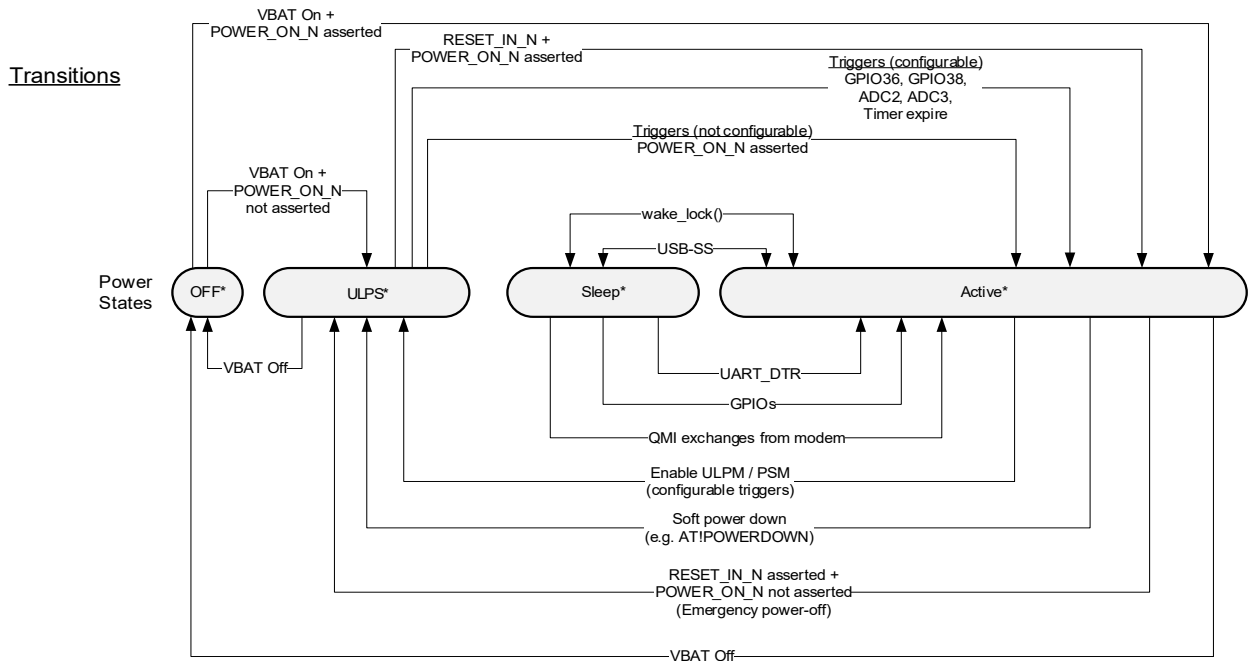 VBAT On +
POWER_ON_N asserted
RESET_IN_N +
POWER_ON_N asserted
Transitions
Triggers (configurable)
GPIO36, GPIO38,
ADC2, ADC3,
Timer expire
Triggers (not configurable)
POWER_ON_N asserted
VBAT On +
POWER_ON_N
not asserted
wake_lock()
USB-SS
Power
States
OFF*
ULPS*
Sleep*
Active*
VBAT Off
UART_DTR
GPIOs
QMI exchanges from modem
Enable ULPM / PSM
(configurable triggers)
Soft power down
(e.g. AT!POWERDOWN)
RESET_IN_N asserted +
POWER_ON_N not asserted
(Emergency power-off)
VBAT Off